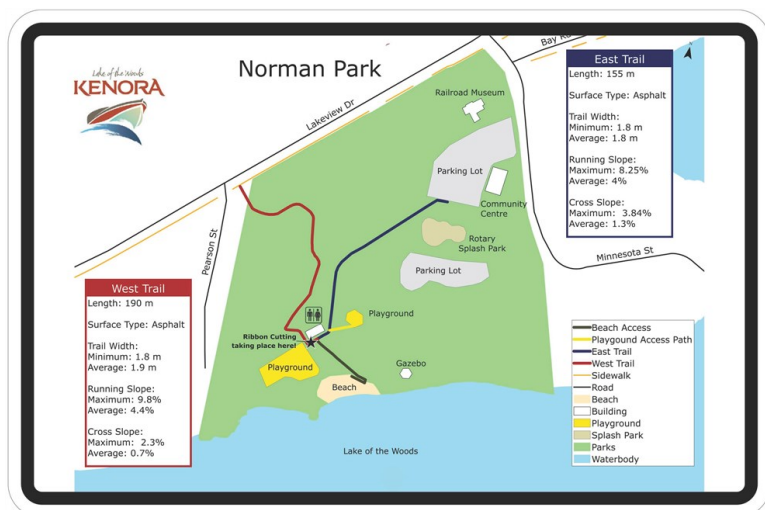 Lake of the Woods
KENORA
Norman Park
Lakeview Dr
Bay
East Trail
Length: 155 m
Surface Type: Asphalt
Trail Width:
Minimum: 1.8 m
Average: 1.8 m
Running Slope:
Maximum: 8.25%
Average: 4%
Cross Slope:
Maximum: 3.84%
Average: 1.3%
Railroad Museum
Parking Lot
Community
Centre
Rotary
Splash Park
Parking Lot
Minnesota St
Pearson St
West Trail
Length: 190 m
Surface Type: Asphalt
Trail Width:
Minimum: 1.8 m
Average: 1.9 m
Running Slope:
Maximum: 9.8%
Average: 4.4%
Cross Slope:
Maximum: 2.3%
Average: 0.7%
Playground
Ribbon Cutting
taking place here!
Playground
Gazebo
Beach
Lake of the Woods
Beach Access
Playgound Access Path
East Trail
West Trail
Sidewalk
Road
Beach
Building
Playground
Splash Park
Parks
Waterbody